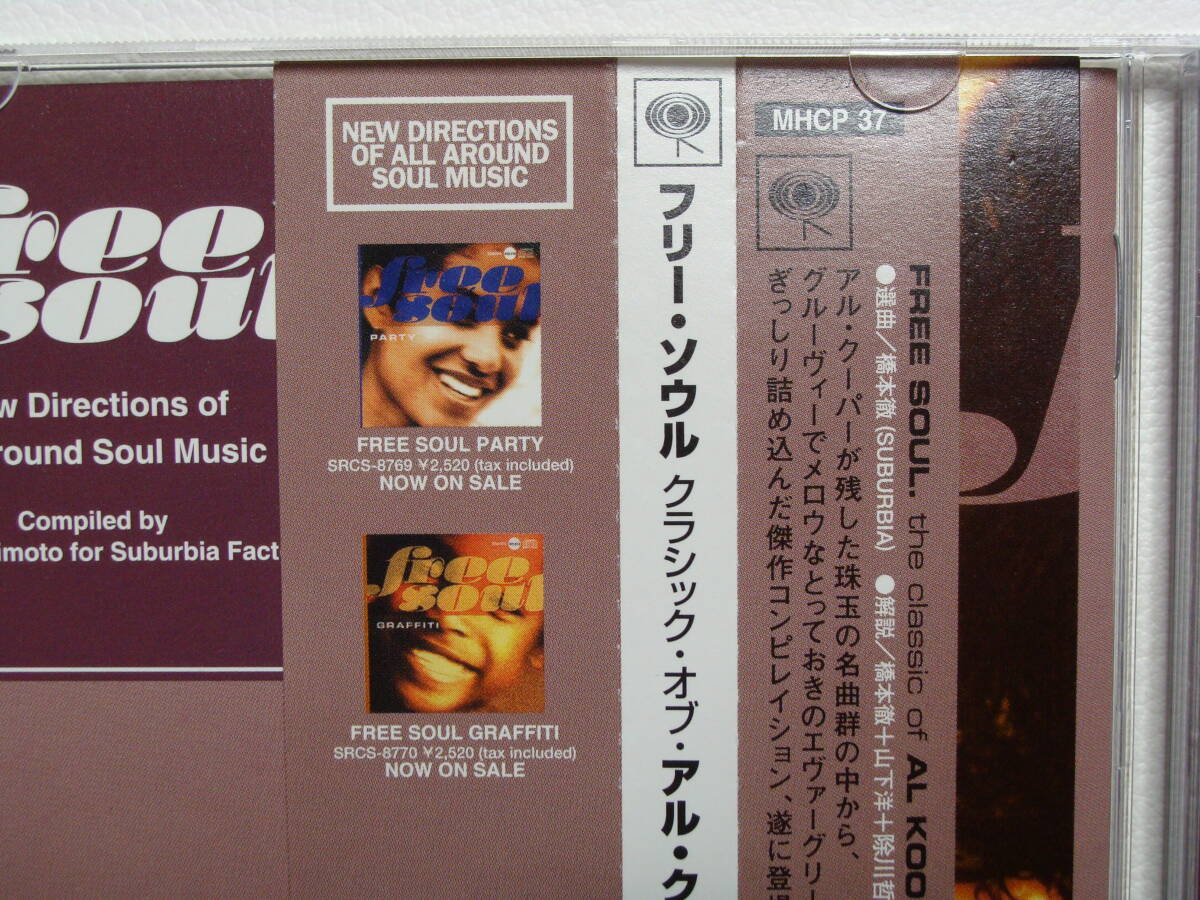 free
soul
w Directions of
round Soul Music
Compiled by
imoto for Suburbia Fact
NEW DIRECTIONS
OF ALL AROUND
SOUL MUSIC
free
soul
PARTY
FREE SOUL PARTY
SRCS-8769 ¥2,520 (tax included)
NOW ON SALE
free
soul
GRAFFITI
FREE SOUL GRAFFITI
SRCS-8770 ¥2,520 (tax included)
NOW ON SALE
フリー・ソウル クラシック・オブ・アル・ク
MHCP 37
FREE SOUL. the classic of AL KOO
●選曲／橋本徹 (SUBURBIA) ●解説／橋本徹＋山下洋＋除川哲
アル・クーパーが残した珠玉の名曲群の中から、
グルーヴィーでメロウなとっておきのエヴァーグリー
ぎっしり詰め込んだ傑作コンピレイション、遂に登場